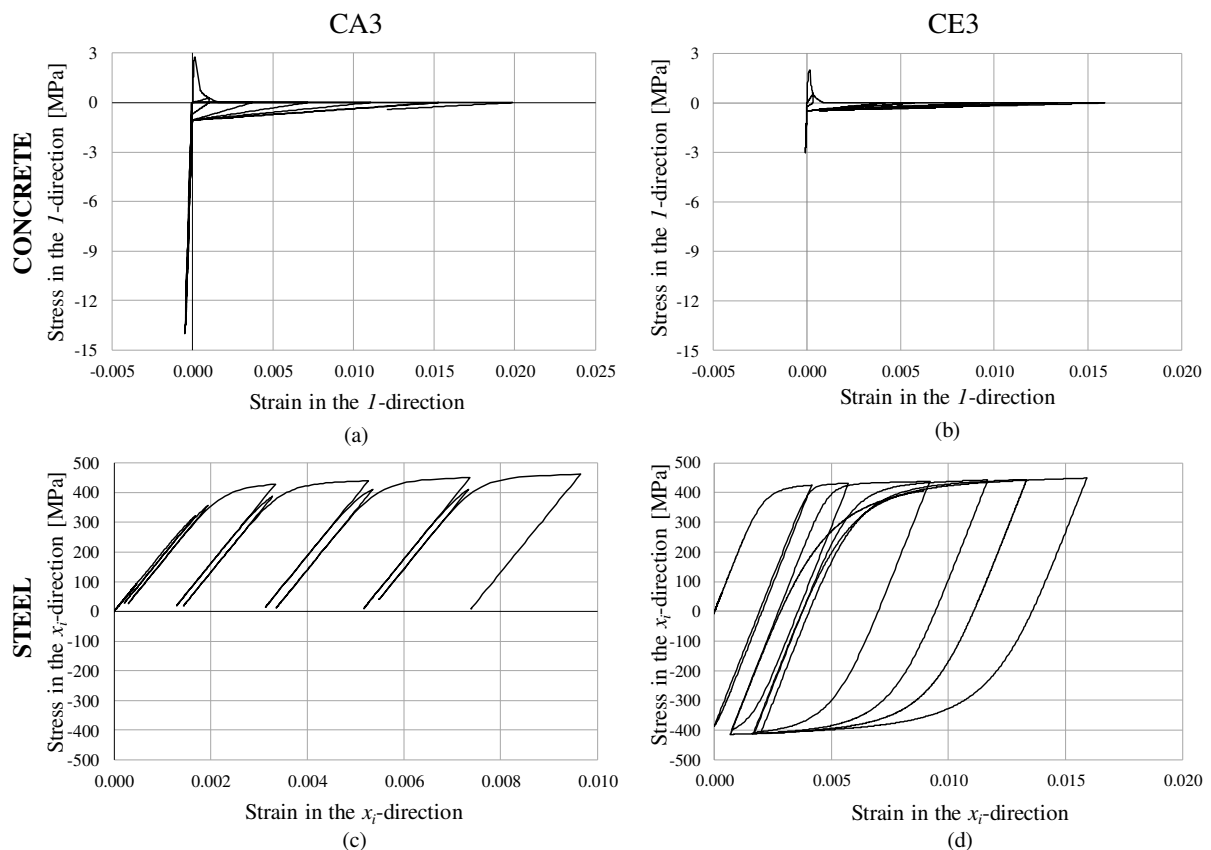 CA3
CE3
CONCRETE
Stress in the 1-direction [MPa]
3
0
-3
-6
-9
-12
-15
-0.005 0.000 0.005 0.010 0.015 0.020 0.025
Strain in the 1-direction
(a)
Stress in the 1-direction [MPa]
3
0
-3
-6
-9
-12
-15
-0.005 0.000 0.005 0.010 0.015 0.020
Strain in the 1-direction
(b)
STEEL
Stress in the xi-direction [MPa]
500
400
300
200
100
0
-100
-200
-300
-400
-500
0.000 0.002 0.004 0.006 0.008 0.010
Strain in the xi-direction
(c)
Stress in the xi-direction [MPa]
500
400
300
200
100
0
-100
-200
-300
-400
-500
0.000 0.005 0.010 0.015 0.020
Strain in the xi-direction
(d)